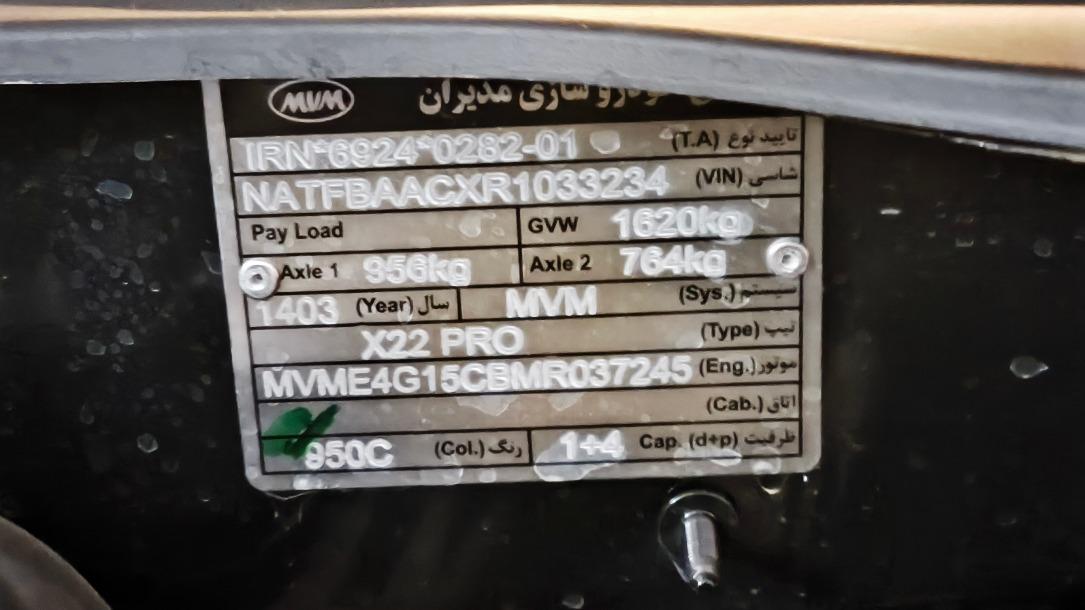 MVM خودرو سازی مدیران
IRN*6924*0282-01 (T.A) تایید نوع
NATFBAACXR1033234 (VIN) شاسی
Pay Load GVW 1620kg
Axle 1 956kg Axle 2 764kg
1403 (Year) سال MVM (Sys.) سیستم
X22 PRO (Type) تیپ
MVME4G15CBMR037245 (Eng.) موتور
(Cab.) اتاق
950C (Col.) رنگ 1+4 Cap. (d+p) ظرفیت